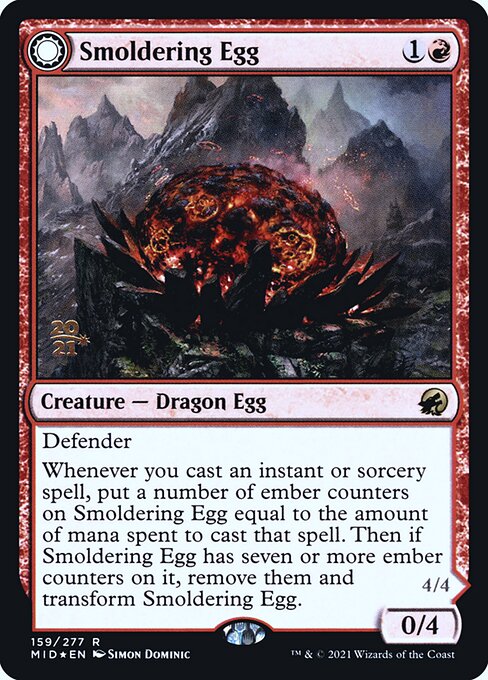 Smoldering Egg 1
20
21
Creature — Dragon Egg
Defender
Whenever you cast an instant or sorcery
spell, put a number of ember counters
on Smoldering Egg equal to the amount
of mana spent to cast that spell. Then if
Smoldering Egg has seven or more ember
counters on it, remove them and
transform Smoldering Egg.
4/4
0/4
159/277 R
MID★EN Simon Dominic
™ & © 2021 Wizards of the Coast